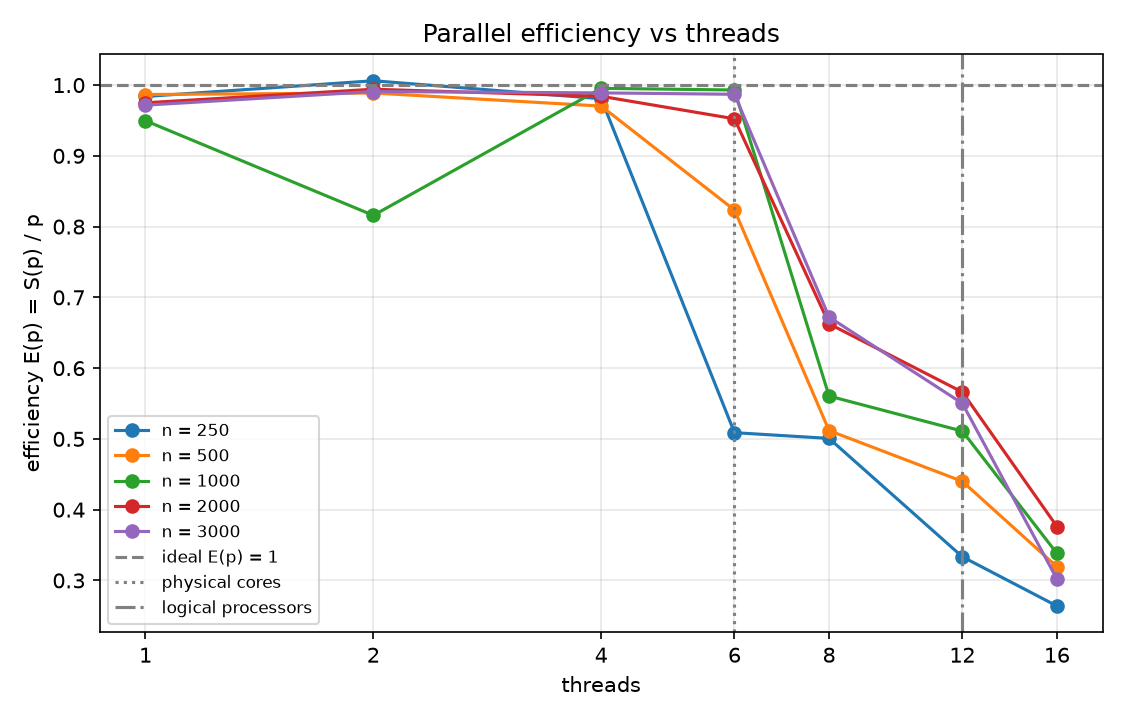 Parallel efficiency vs threads
efficiency E(p) = S(p) / p
1.0
0.9
0.8
0.7
0.6
0.5
0.4
0.3
n = 250
n = 500
n = 1000
n = 2000
n = 3000
ideal E(p) = 1
physical cores
logical processors
1 2 4 6 8 12 16
threads